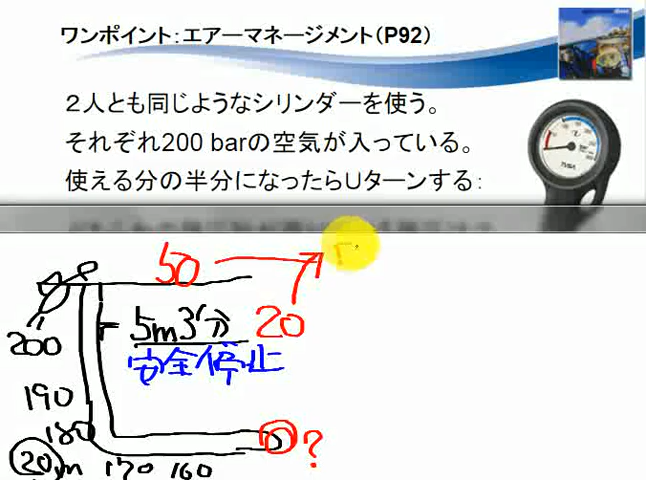 ワンポイント:エアーマネージメント(P92)
2人とも同じようなシリンダーを使う。
それぞれ200 barの空気が入っている。
使える分の半分になったらUターンする:
50
5m3分
20
安全停止
200
190
180
?
20m 170 160